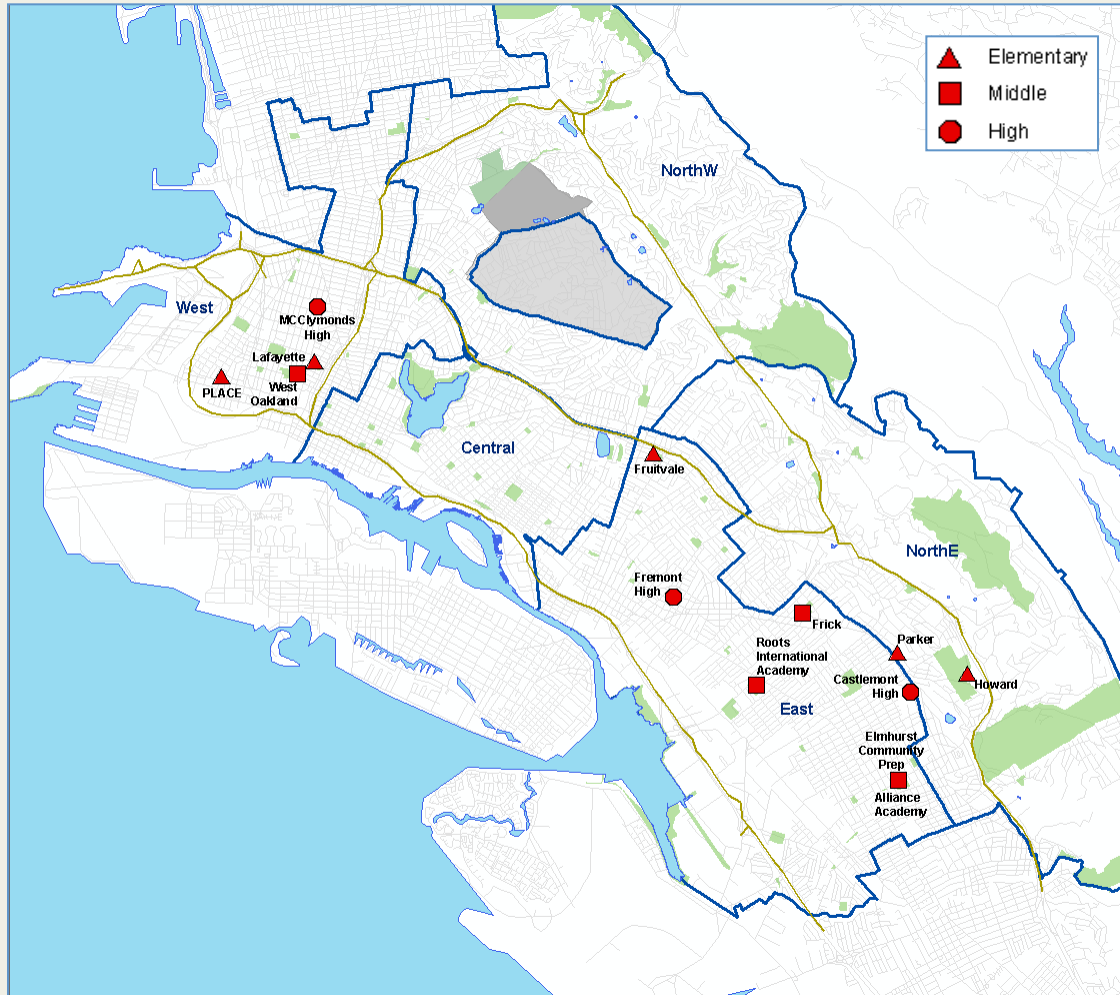 Elementary
Middle
High
NorthW
West
MCClymonds
High
Lafayette
PLACE
West
Oakland
Central
Fruitvale
NorthE
Fremont
High
Frick
Roots
International
Academy
Parker
Castlemont
High
Howard
East
Elmhurst
Community
Prep
Alliance
Academy